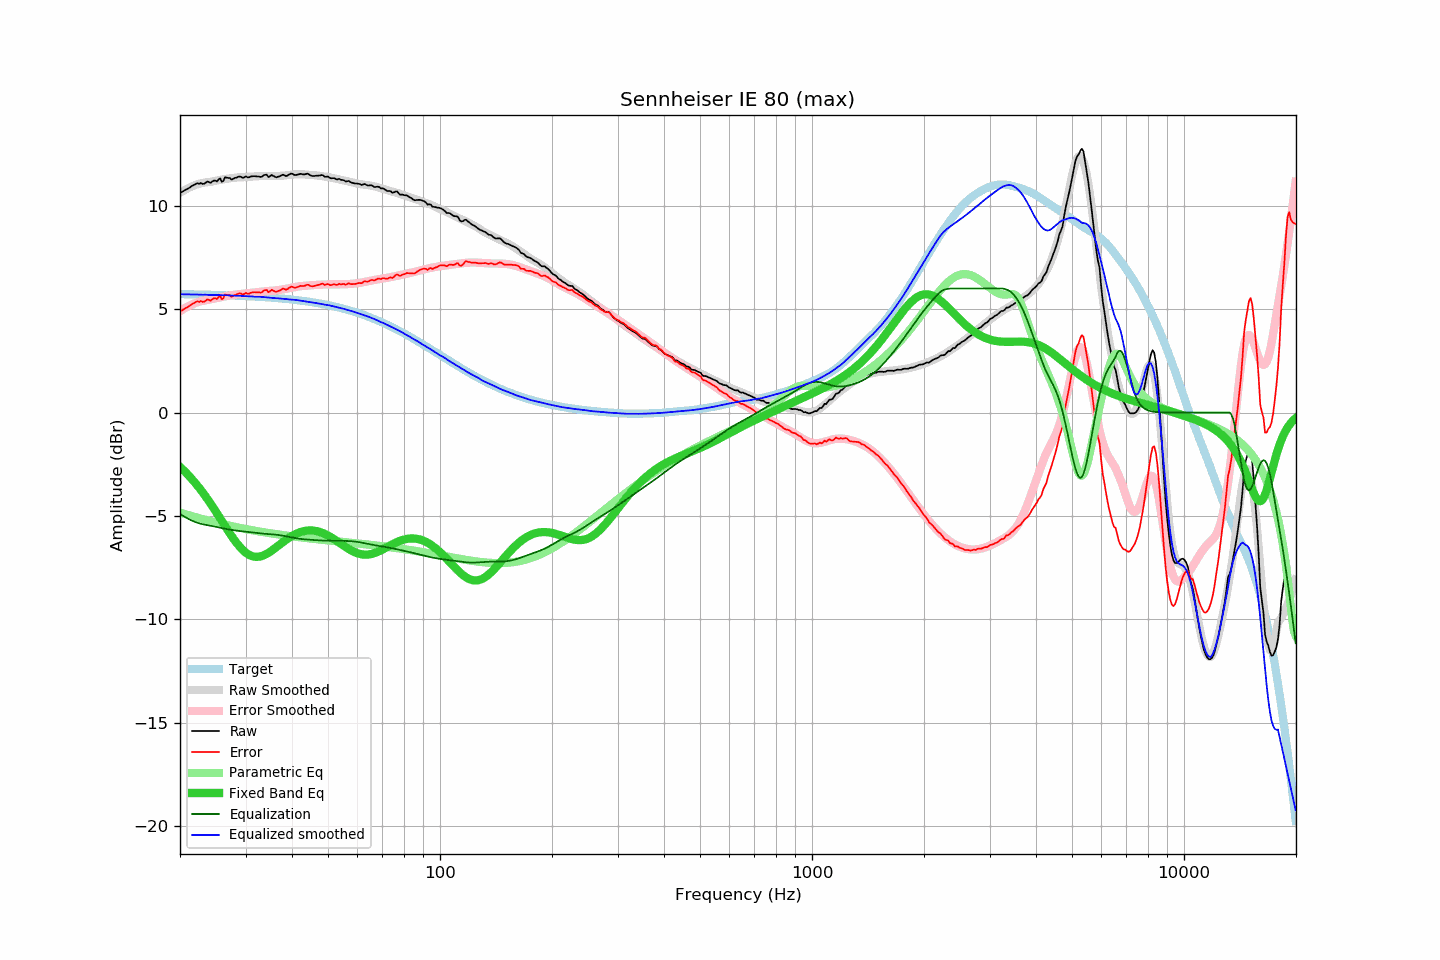 Sennheiser IE 80 (max)
Amplitude (dBr)
10
5
0
−5
−10
−15
−20
Target
Raw Smoothed
Error Smoothed
Raw
Error
Parametric Eq
Fixed Band Eq
Equalization
Equalized smoothed
100
1000
10000
Frequency (Hz)